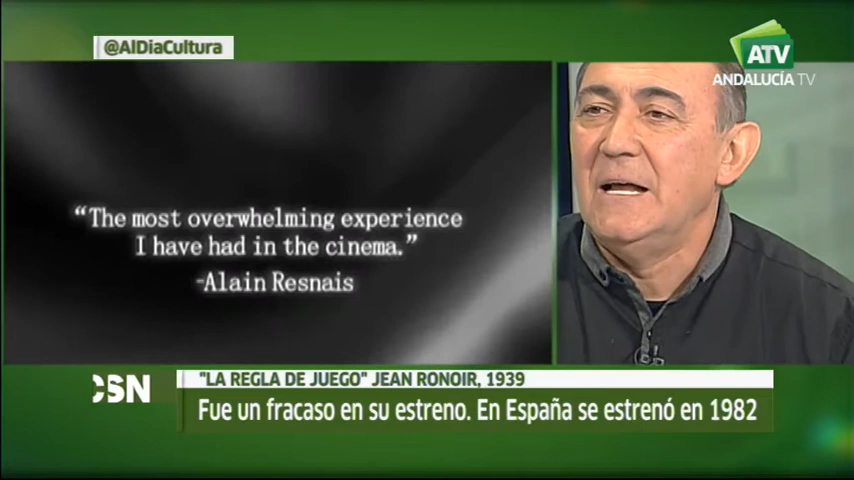 @AlDiaCultura
ATV
ANDALUCÍA TV
“The most overwhelming experience
I have had in the cinema.”
-Alain Resnais
CSN
"LA REGLA DE JUEGO" JEAN RONOIR, 1939
Fue un fracaso en su estreno. En España se estrenó en 1982